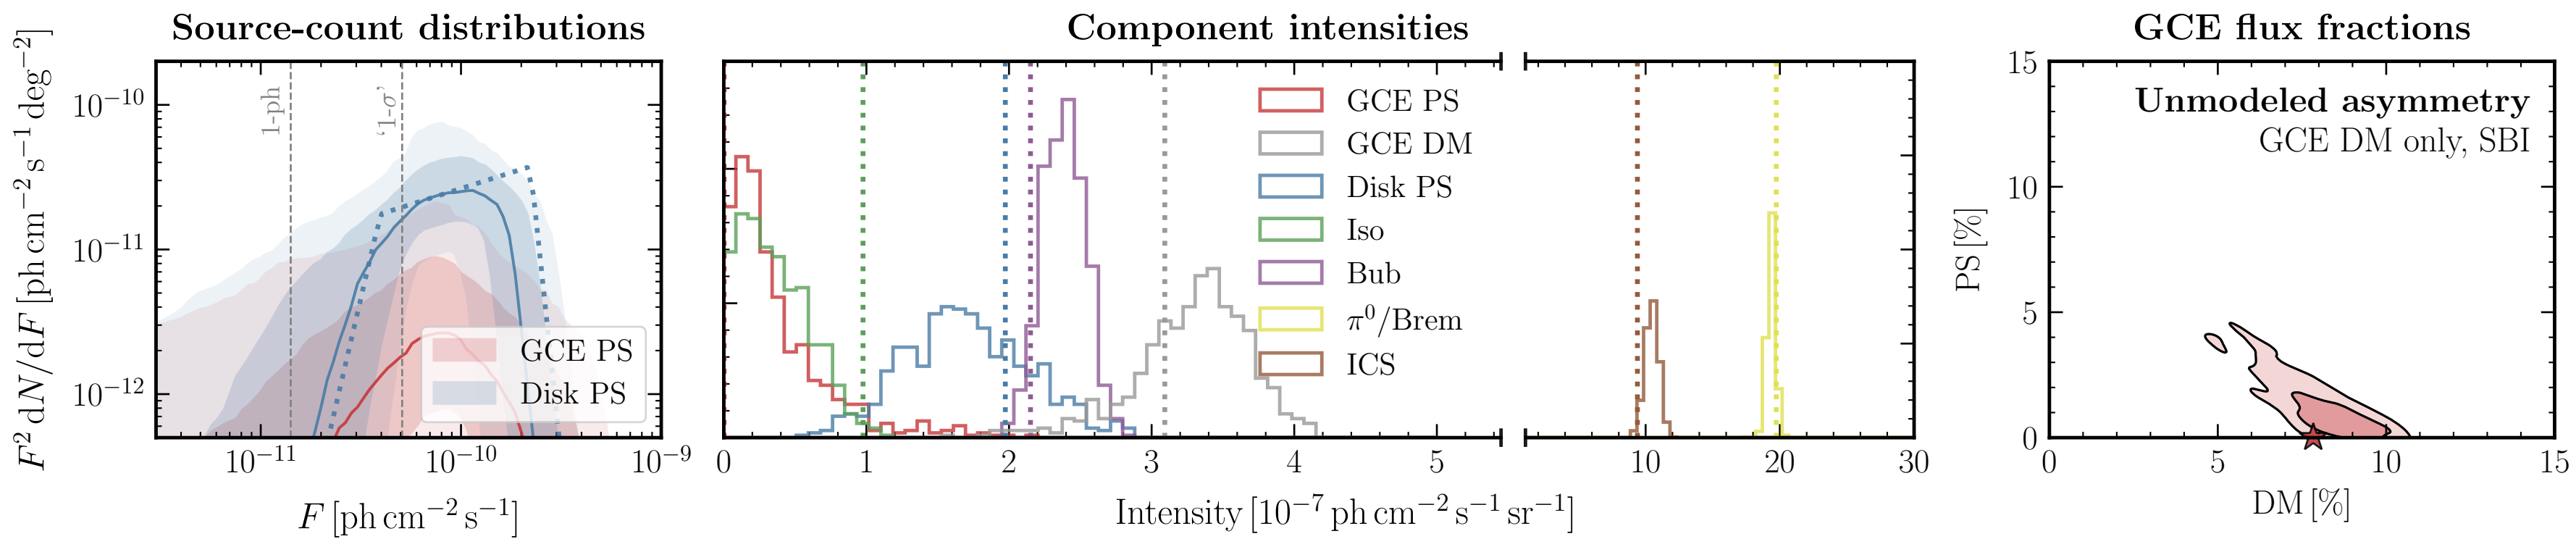 Source-count distributions
F² dN/dF [ph cm⁻² s⁻¹ deg⁻²]
10⁻¹⁰
10⁻¹¹
10⁻¹²
1-ph
‘1-σ’
GCE PS
Disk PS
10⁻¹¹ 10⁻¹⁰ 10⁻⁹
F [ph cm⁻² s⁻¹]
Component intensities
GCE PS
GCE DM
Disk PS
Iso
Bub
π⁰/Brem
ICS
0 1 2 3 4 5 10 20 30
Intensity [10⁻⁷ ph cm⁻² s⁻¹ sr⁻¹]
GCE flux fractions
Unmodeled asymmetry
GCE DM only, SBI
PS [%]
15
10
5
0
0 5 10 15
DM [%]